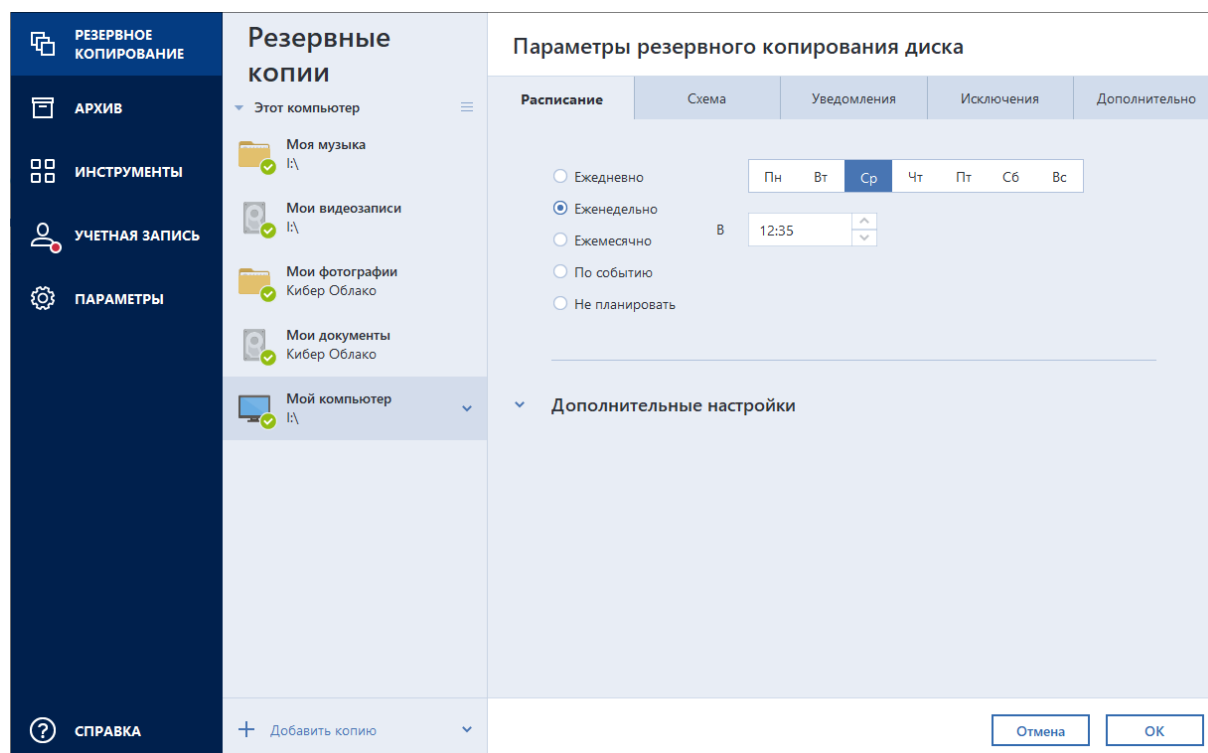 РЕЗЕРВНОЕ
КОПИРОВАНИЕ
АРХИВ
ИНСТРУМЕНТЫ
УЧЕТНАЯ ЗАПИСЬ
ПАРАМЕТРЫ
? СПРАВКА
Резервные
копии
Этот компьютер
Моя музыка
I:\
Мои видеозаписи
I:\
Мои фотографии
Кибер Облако
Мои документы
Кибер Облако
Мой компьютер
I:\
+ Добавить копию
Параметры резервного копирования диска
Расписание Схема Уведомления Исключения Дополнительно
Ежедневно
Еженедельно
Ежемесячно
По событию
Не планировать
Пн Вт Ср Чт Пт Сб Вс
В 12:35
Дополнительные настройки
Отмена ОК